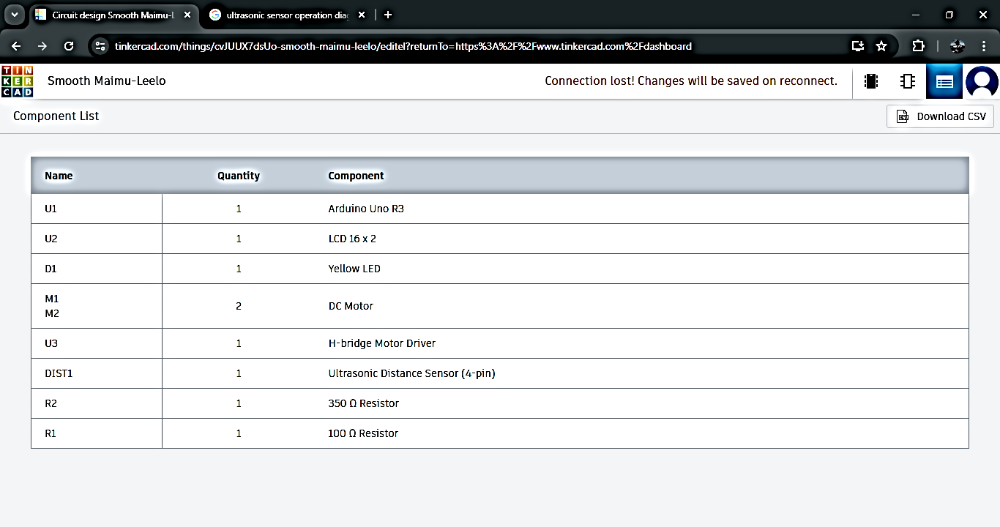 Circuit design Smooth Maimu-L
ultrasonic sensor operation dia
tinkercad.com/things/cvJUUX7dsUo-smooth-maimu-leelo/editel?returnTo=https%3A%2F%2Fwww.tinkercad.com%2Fdashboard
TIN
KER
CAD
Smooth Maimu-Leelo
Connection lost! Changes will be saved on reconnect.
Component List
Download CSV
Name Quantity Component
U1 1 Arduino Uno R3
U2 1 LCD 16 x 2
D1 1 Yellow LED
M1
M2 2 DC Motor
U3 1 H-bridge Motor Driver
DIST1 1 Ultrasonic Distance Sensor (4-pin)
R2 1 350 Ω Resistor
R1 1 100 Ω Resistor